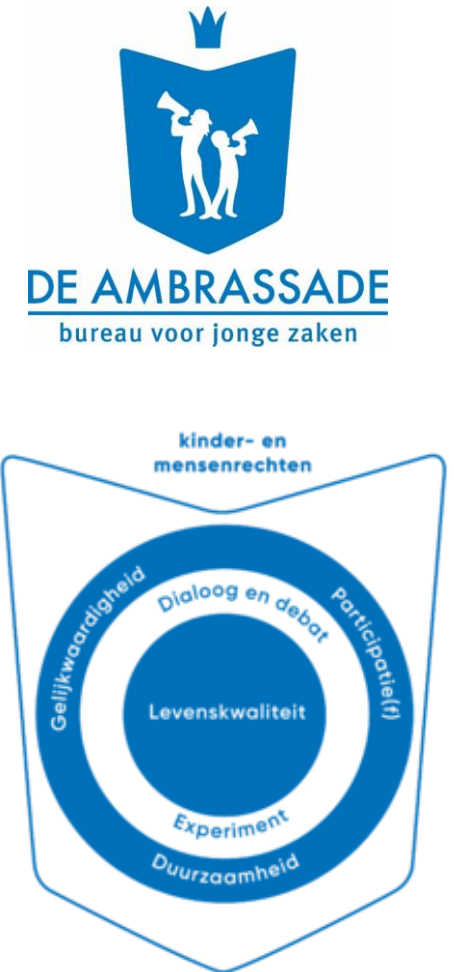 DE AMBRASSADE
bureau voor jonge zaken
kinder- en
mensenrechten
Gelijkwaardigheid
Participatie(f)
Dialoog en debat
Levenskwaliteit
Experiment
Duurzaamheid